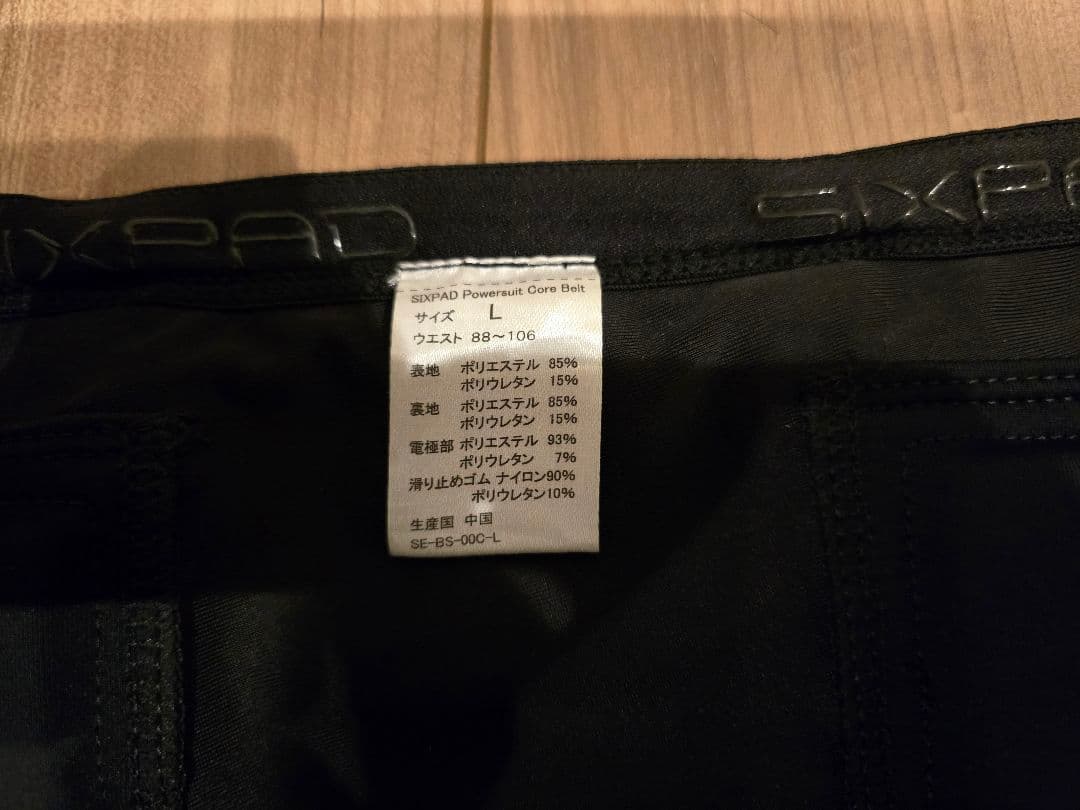 SIXPAD
SIXPA
SIXPAD Powersuit Core Belt
サイズ L
ウエスト 88～106
表地 ポリエステル 85%
ポリウレタン 15%
裏地 ポリエステル 85%
ポリウレタン 15%
電極部 ポリエステル 93%
ポリウレタン 7%
滑り止めゴム ナイロン90%
ポリウレタン10%
生産国 中国
SE-BS-00C-L